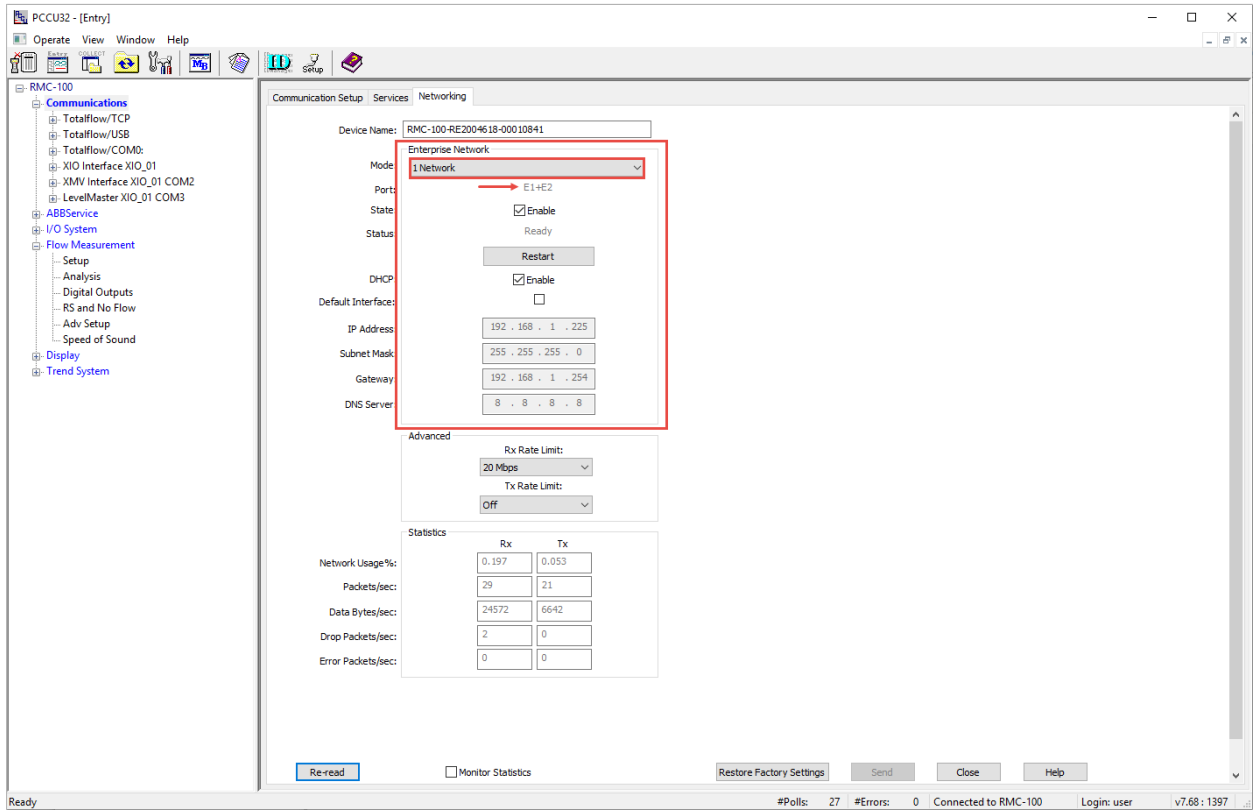 PCCU32 - [Entry]
Operate View Window Help
Entry
COLLECT
MB
ID
Manager
Setup
RMC-100
Communications
Totalflow/TCP
Totalflow/USB
Totalflow/COM0:
XIO Interface XIO_01
XMV Interface XIO_01 COM2
LevelMaster XIO_01 COM3
ABBService
I/O System
Flow Measurement
Setup
Analysis
Digital Outputs
RS and No Flow
Adv Setup
Speed of Sound
Display
Trend System
Communication Setup Services Networking
Device Name: RMC-100-RE2004618-00010841
Enterprise Network
Mode 1 Network
Port: E1+E2
State Enable
Status Ready
Restart
DHCP Enable
Default Interface:
IP Address 192 . 168 . 1 . 225
Subnet Mask 255 . 255 . 255 . 0
Gateway 192 . 168 . 1 . 254
DNS Server 8 . 8 . 8 . 8
Advanced
Rx Rate Limit:
20 Mbps
Tx Rate Limit:
Off
Statistics
Rx Tx
Network Usage%: 0.197 0.053
Packets/sec: 29 21
Data Bytes/sec: 24572 6642
Drop Packets/sec: 2 0
Error Packets/sec: 0 0
Re-read Monitor Statistics Restore Factory Settings Send Close Help
Ready #Polls: 27 #Errors: 0 Connected to RMC-100 Login: user v7.68 : 1397